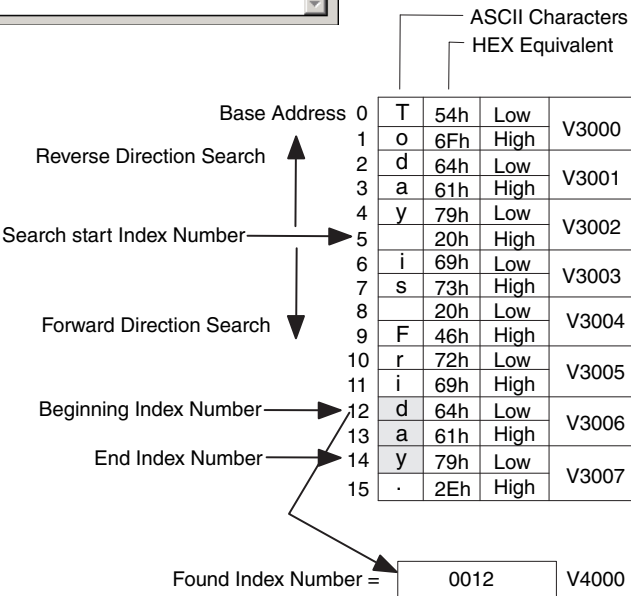 ASCII Characters
HEX Equivalent
Base Address 0 T 54h Low V3000
1 o 6Fh High
Reverse Direction Search
2 d 64h Low V3001
3 a 61h High
4 y 79h Low V3002
Search start Index Number 5 20h High
6 i 69h Low V3003
7 s 73h High
8 20h Low V3004
Forward Direction Search
9 F 46h High
10 r 72h Low V3005
11 i 69h High
Beginning Index Number 12 d 64h Low V3006
13 a 61h High
End Index Number 14 y 79h Low V3007
15 . 2Eh High
Found Index Number = 0012 V4000